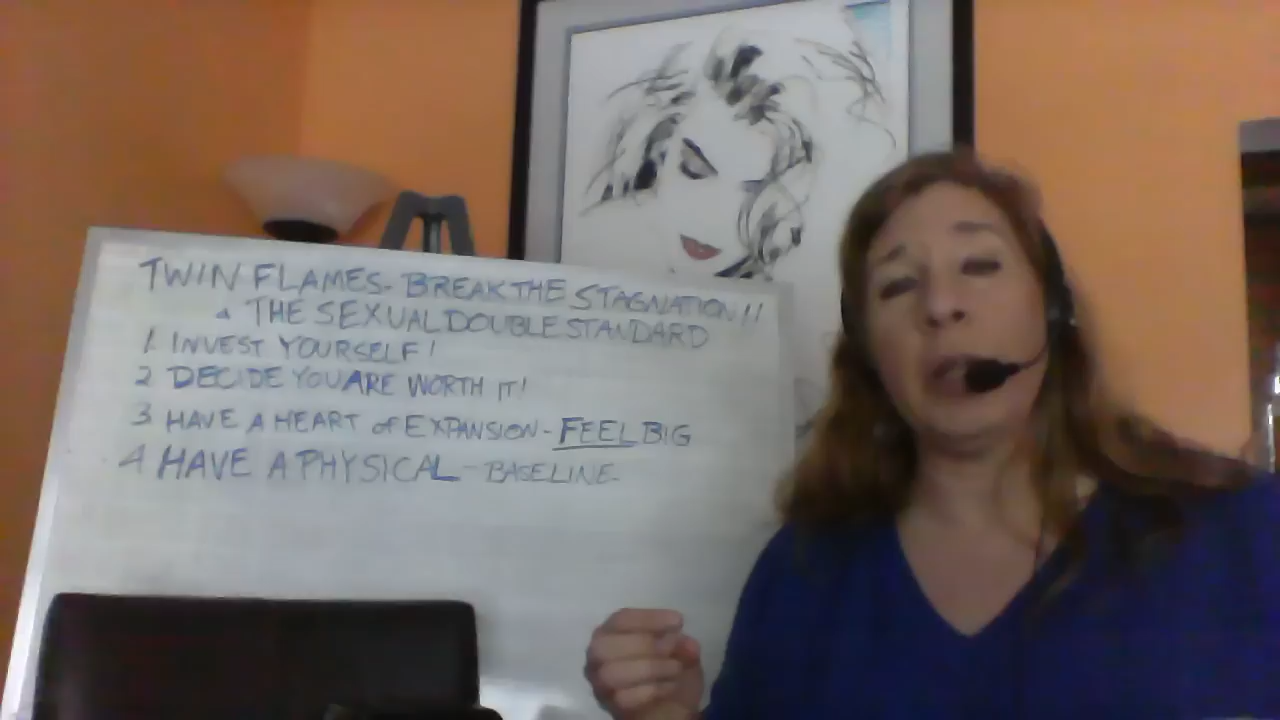 TWIN FLAMES- BREAK THE STAGNATION!!
THE SEXUAL DOUBLE STANDARD
1. INVEST YOURSELF!
2 DECIDE YOU ARE WORTH IT!
3 HAVE A HEART OF EXPANSION - FEEL BIG
4 HAVE A PHYSICAL - BASELINE